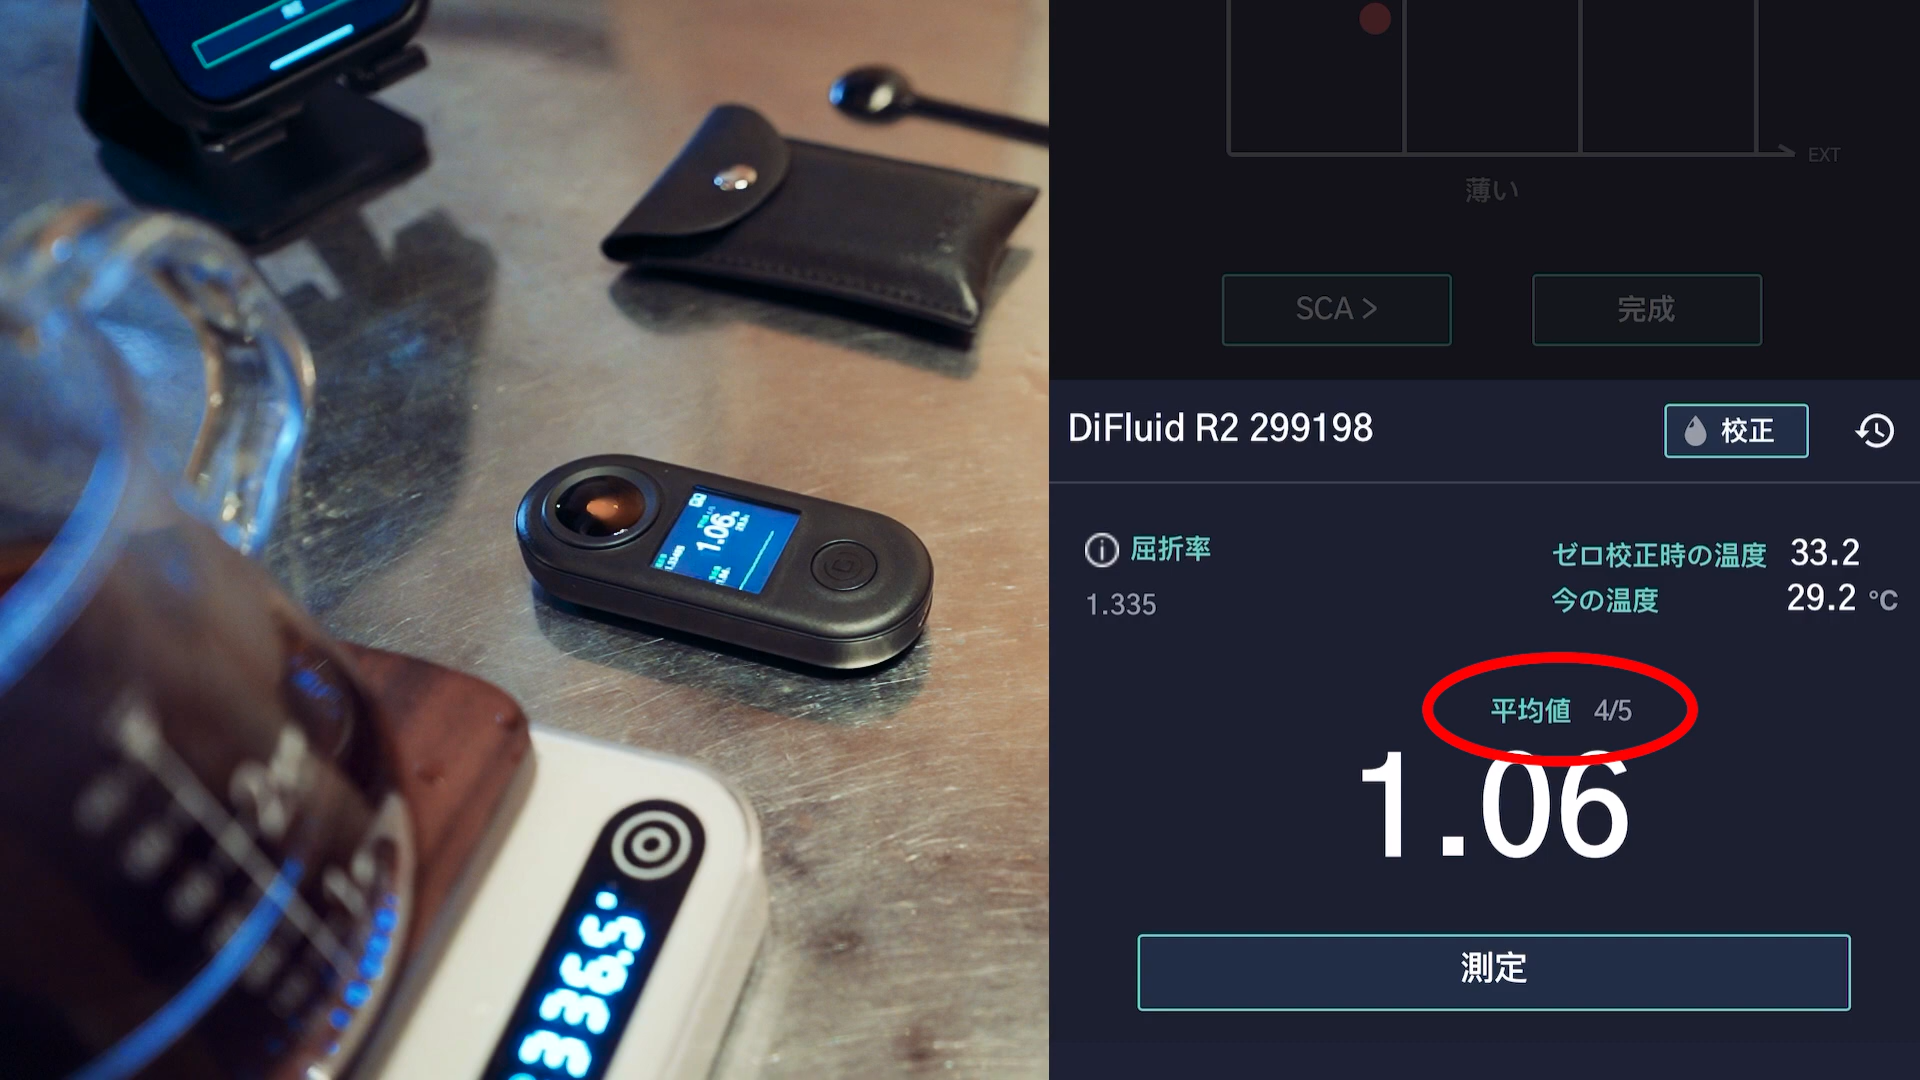 1.06
336.5
EXT
薄い
SCA >
完成
DiFluid R2 299198
校正
屈折率
1.335
ゼロ校正時の温度 33.2
今の温度 29.2 °C
平均値 4/5
1.06
測定